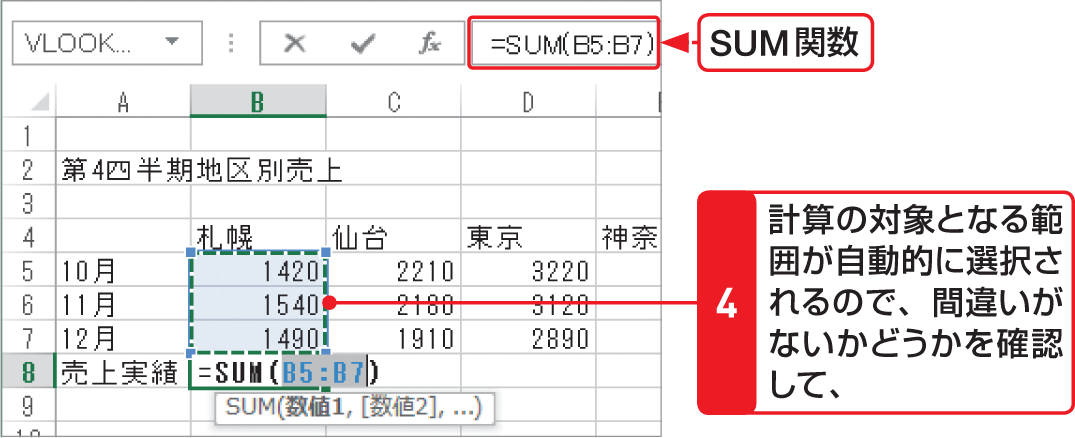 VLOOK... =SUM(B5:B7) SUM関数
A B C D
1
2 第4四半期地区別売上
3
4 札幌 仙台 東京 神奈
5 10月 1420 2210 3220
6 11月 1540 2180 3120
7 12月 1490 1910 2890
8 売上実績 =SUM(B5:B7)
9 SUM(数値1, [数値2], ...)
4
計算の対象となる範
囲が自動的に選択さ
れるので、間違いが
ないかどうかを確認
して、